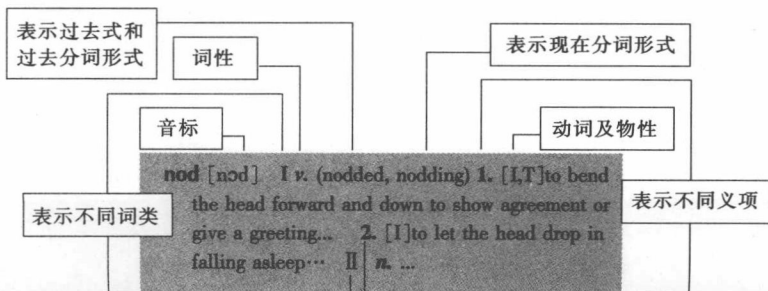 表示过去式和
过去分词形式
词性
表示现在分词形式
音标
动词及物性
nod [nɔd] I v. (nodded, nodding) 1. [I,T]to bend
the head forward and down to show agreement or
give a greeting... 2. [I]to let the head drop in
falling asleep… II n. ...
表示不同词类
表示不同义项